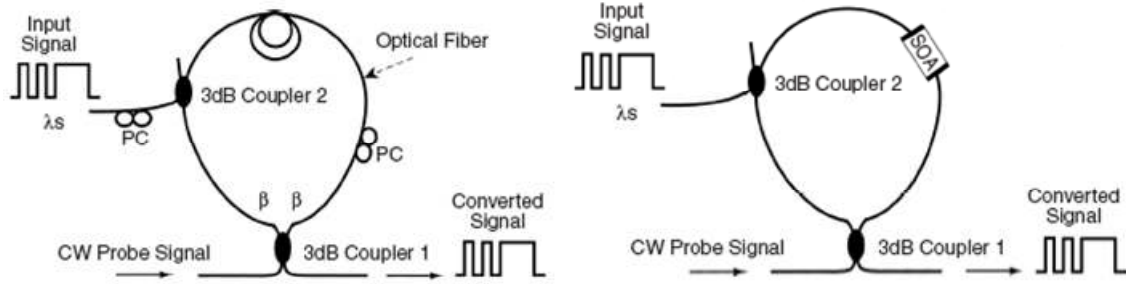 Input
Signal
λs
PC
3dB Coupler 2
Optical Fiber
PC
β β
CW Probe Signal
3dB Coupler 1
Converted
Signal
Input
Signal
λs
3dB Coupler 2
SOA
CW Probe Signal
3dB Coupler 1
Converted
Signal